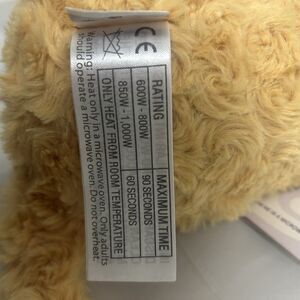 CE
RATING MAXIMUM TIME
600W - 800W 90 SECONDS
850W - 1,000W 60 SECONDS
ONLY HEAT FROM ROOM TEMPERATURE
Warning: Heat only in a microwave oven. Only adults
should operate a microwave oven. Do not overheat.